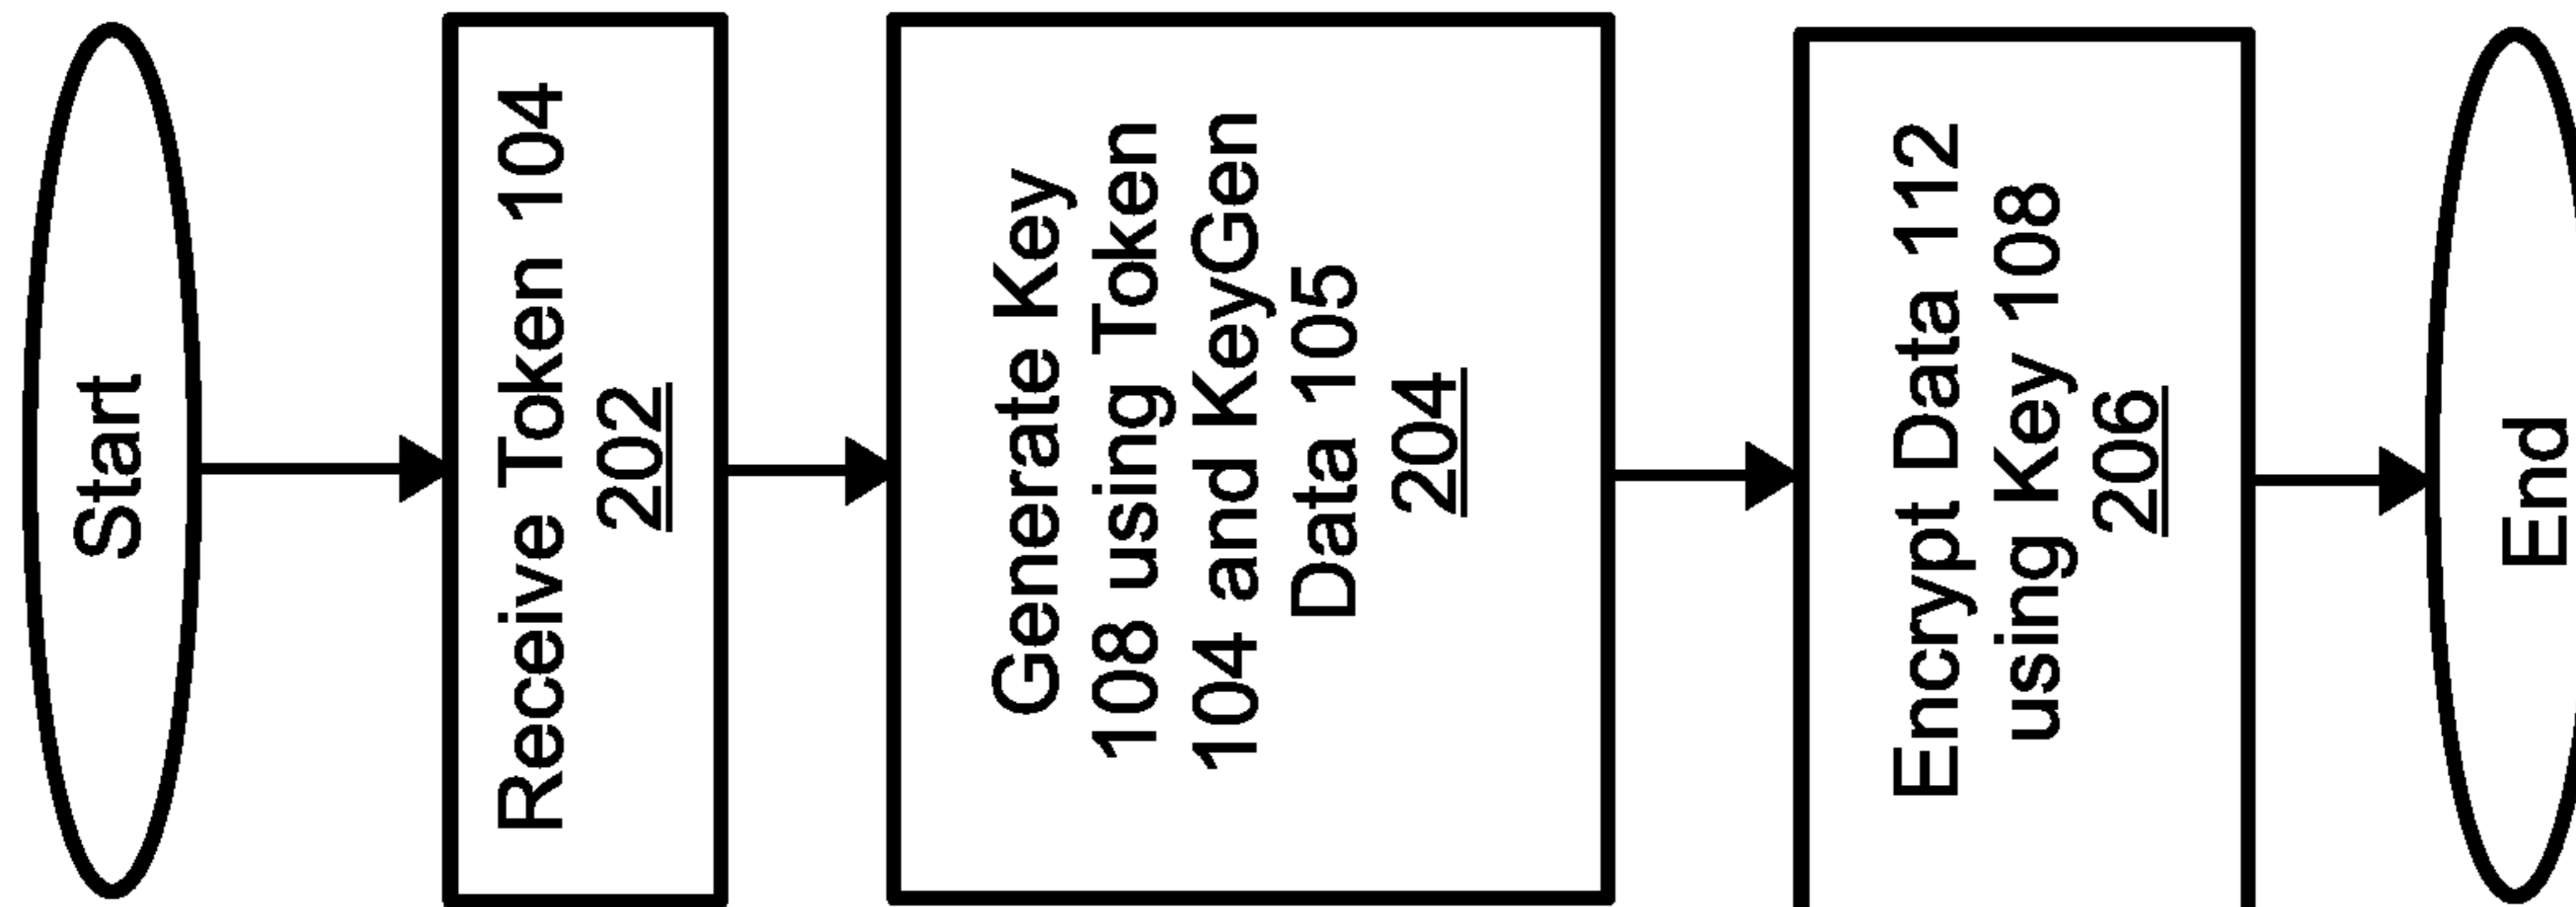 Start
Receive Token 104
202
Generate Key
108 using Token
104 and KeyGen
Data 105
204
Encrypt Data 112
using Key 108
206
End